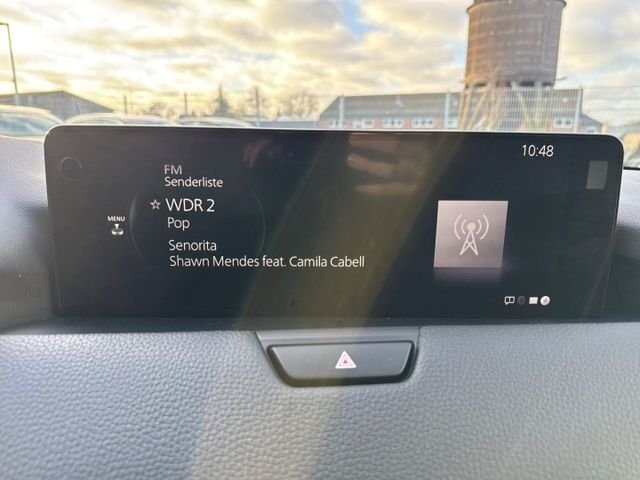 10:48
FM
Senderliste
☆ WDR 2
Pop
MENU
Senorita
Shawn Mendes feat. Camila Cabell